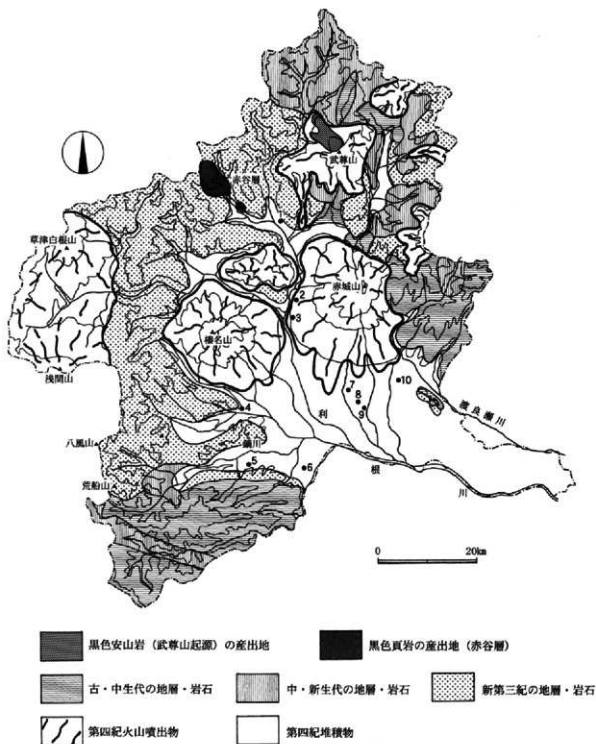 武尊山
赤谷層
草津白根山
赤城山
2
3
榛名山
浅間山
7
10
8
9
4
利
渡良瀬川
八風山
鏑川
5
6
根
荒船山
川
0 20km
黒色安山岩（武尊山起源）の産出地
黒色頁岩の産出地（赤谷層）
古・中生代の地層・岩石
中・新生代の地層・岩石
新第三紀の地層・岩石
第四紀火山噴出物
第四紀堆積物